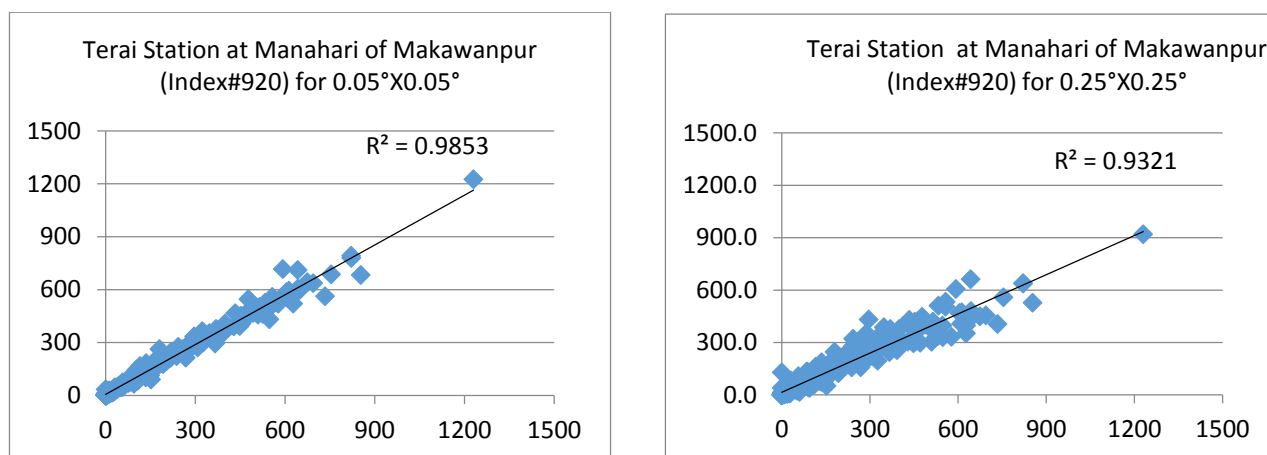 Terai Station at Manahari of Makawanpur
(Index#920) for 0.05°X0.05°
1500
R² = 0.9853
1200
900
600
300
0
0 300 600 900 1200 1500
Terai Station at Manahari of Makawanpur
(Index#920) for 0.25°X0.25°
1500.0
R² = 0.9321
1200.0
900.0
600.0
300.0
0.0
0 300 600 900 1200 1500